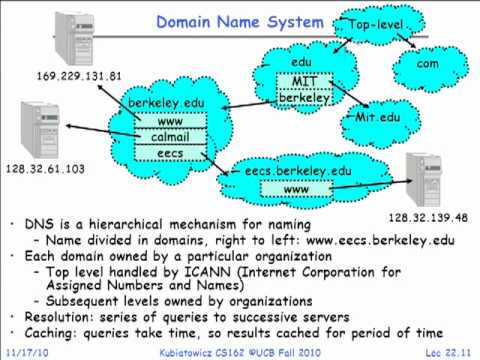 Domain Name System
Top-level
169.229.131.81
edu
com
MIT
berkeley
berkeley.edu
www
calmail
eecs
Mit.edu
128.32.61.103
eecs.berkeley.edu
www
128.32.139.48
• DNS is a hierarchical mechanism for naming
– Name divided in domains, right to left: www.eecs.berkeley.edu
• Each domain owned by a particular organization
– Top level handled by ICANN (Internet Corporation for
Assigned Numbers and Names)
– Subsequent levels owned by organizations
• Resolution: series of queries to successive servers
• Caching: queries take time, so results cached for period of time
11/17/10
Kubiatowicz CS162 ©UCB Fall 2010
Lec 22.11